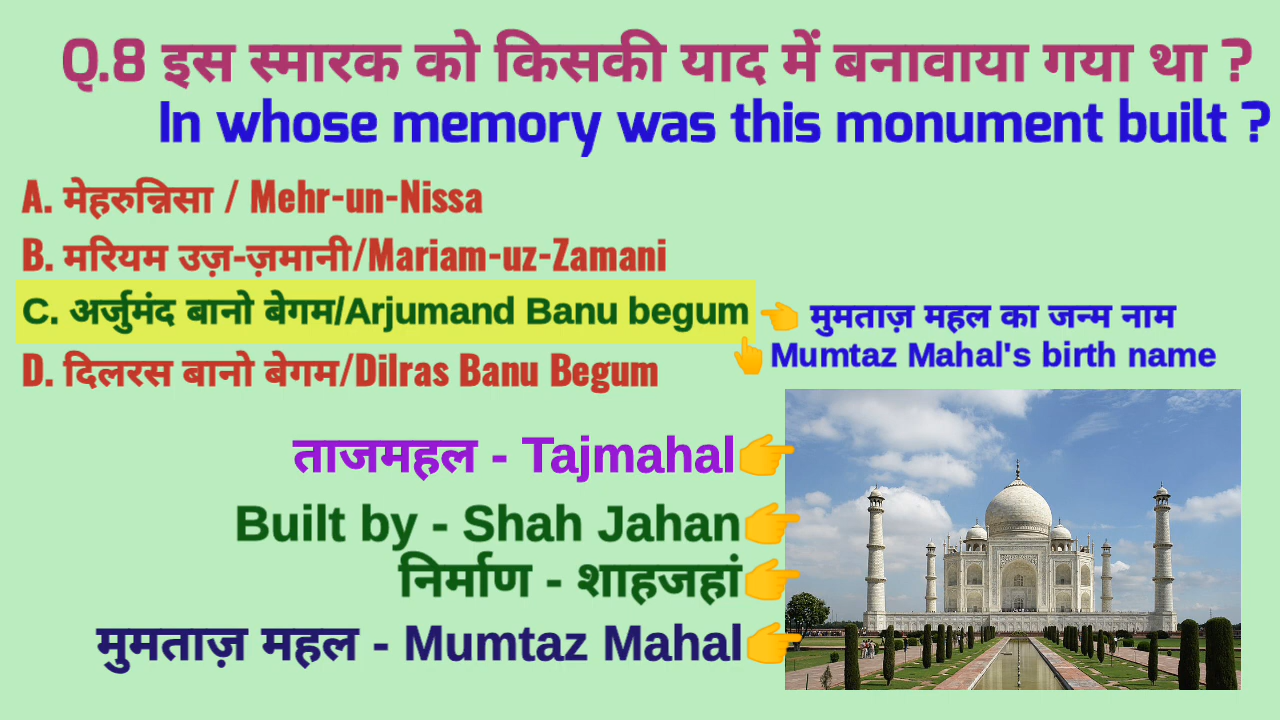 Q.8 इस स्मारक को किसकी याद में बनावाया गया था ?
In whose memory was this monument built ?
A. मेहरुन्निसा / Mehr-un-Nissa
B. मरियम उज़-ज़मानी/Mariam-uz-Zamani
C. अर्जुमंद बानो बेगम/Arjumand Banu begum
👈 मुमताज़ महल का जन्म नाम
👆Mumtaz Mahal's birth name
D. दिलरस बानो बेगम/Dilras Banu Begum
ताजमहल - Tajmahal👉
Built by - Shah Jahan👉
निर्माण - शाहजहां👉
मुमताज़ महल - Mumtaz Mahal👉